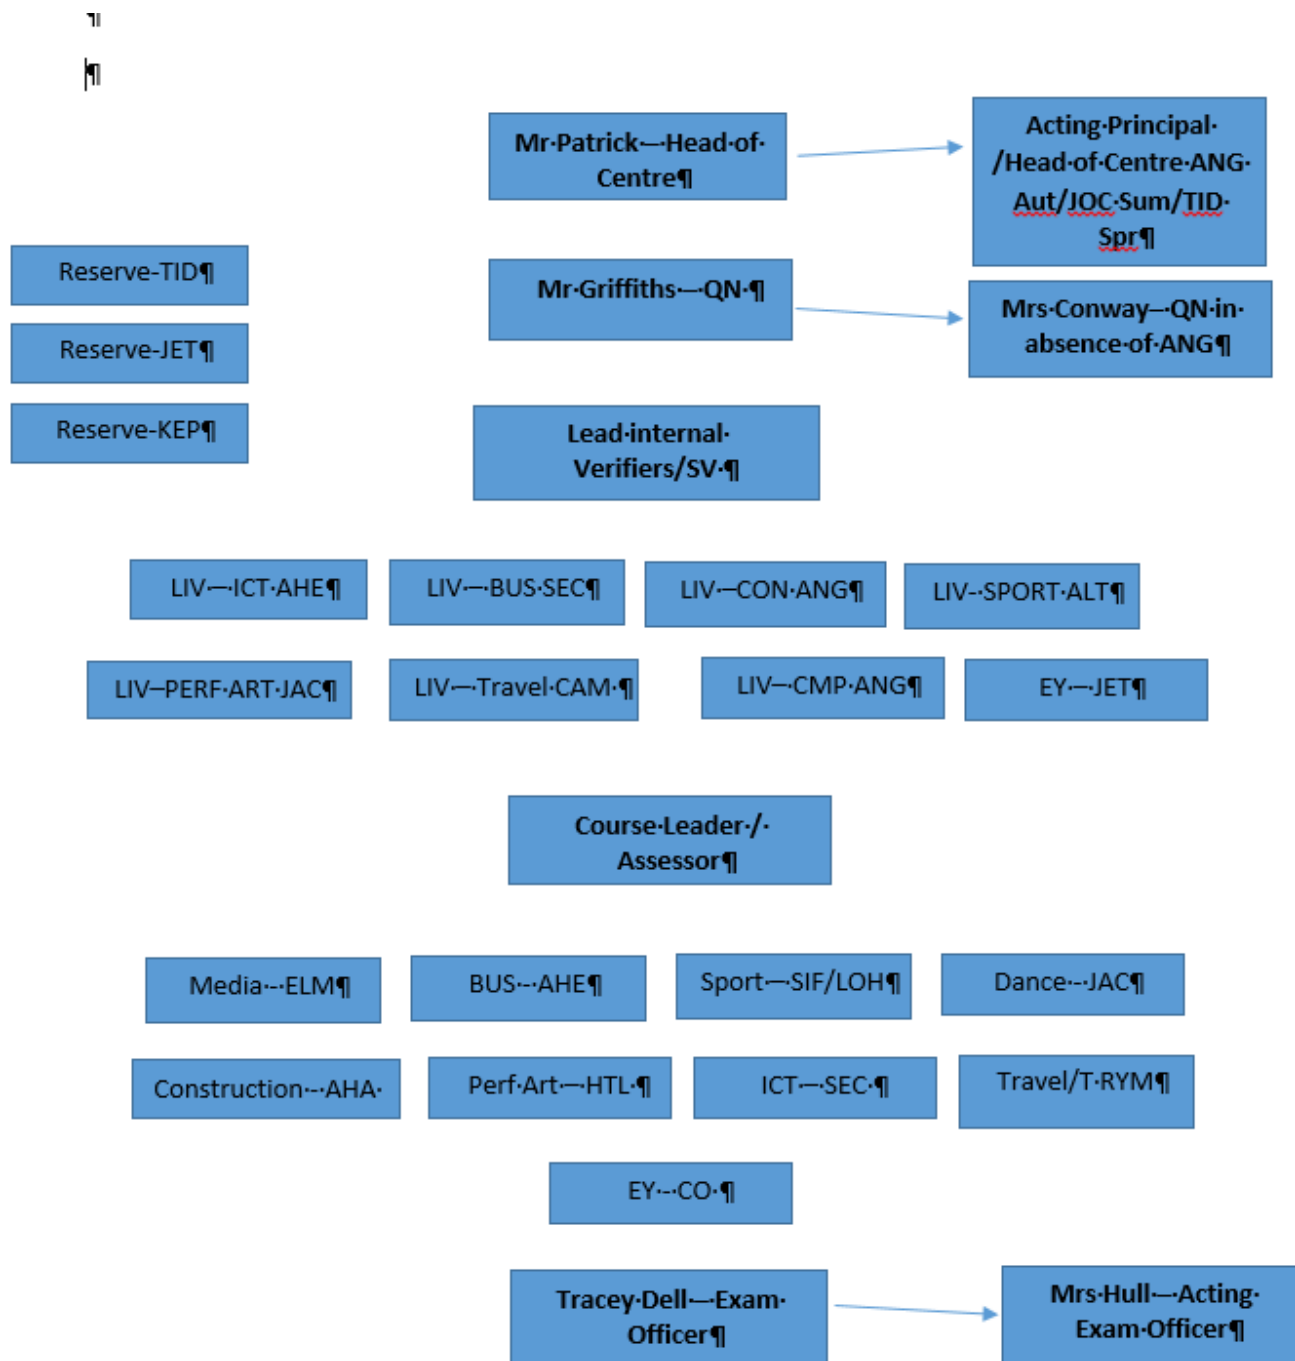 Mr Patrick – Head of
Centre
Acting Principal
/Head of Centre ANG
Aut/JOC Sum/TID
Spr
Reserve-TID
Reserve-JET
Reserve-KEP
Mr Griffiths – QN
Mrs Conway – QN in
absence of ANG
Lead internal
Verifiers/SV
LIV – ICT AHE
LIV – BUS SEC
LIV – CON ANG
LIV- SPORT ALT
LIV–PERF ART JAC
LIV – Travel CAM
LIV – CMP ANG
EY – JET
Course Leader /
Assessor
Media - ELM
BUS - AHE
Sport – SIF/LOH
Dance - JAC
Construction - AHA
Perf Art – HTL
ICT – SEC
Travel/T RYM
EY - CO
Tracey Dell – Exam
Officer
Mrs Hull – Acting
Exam Officer